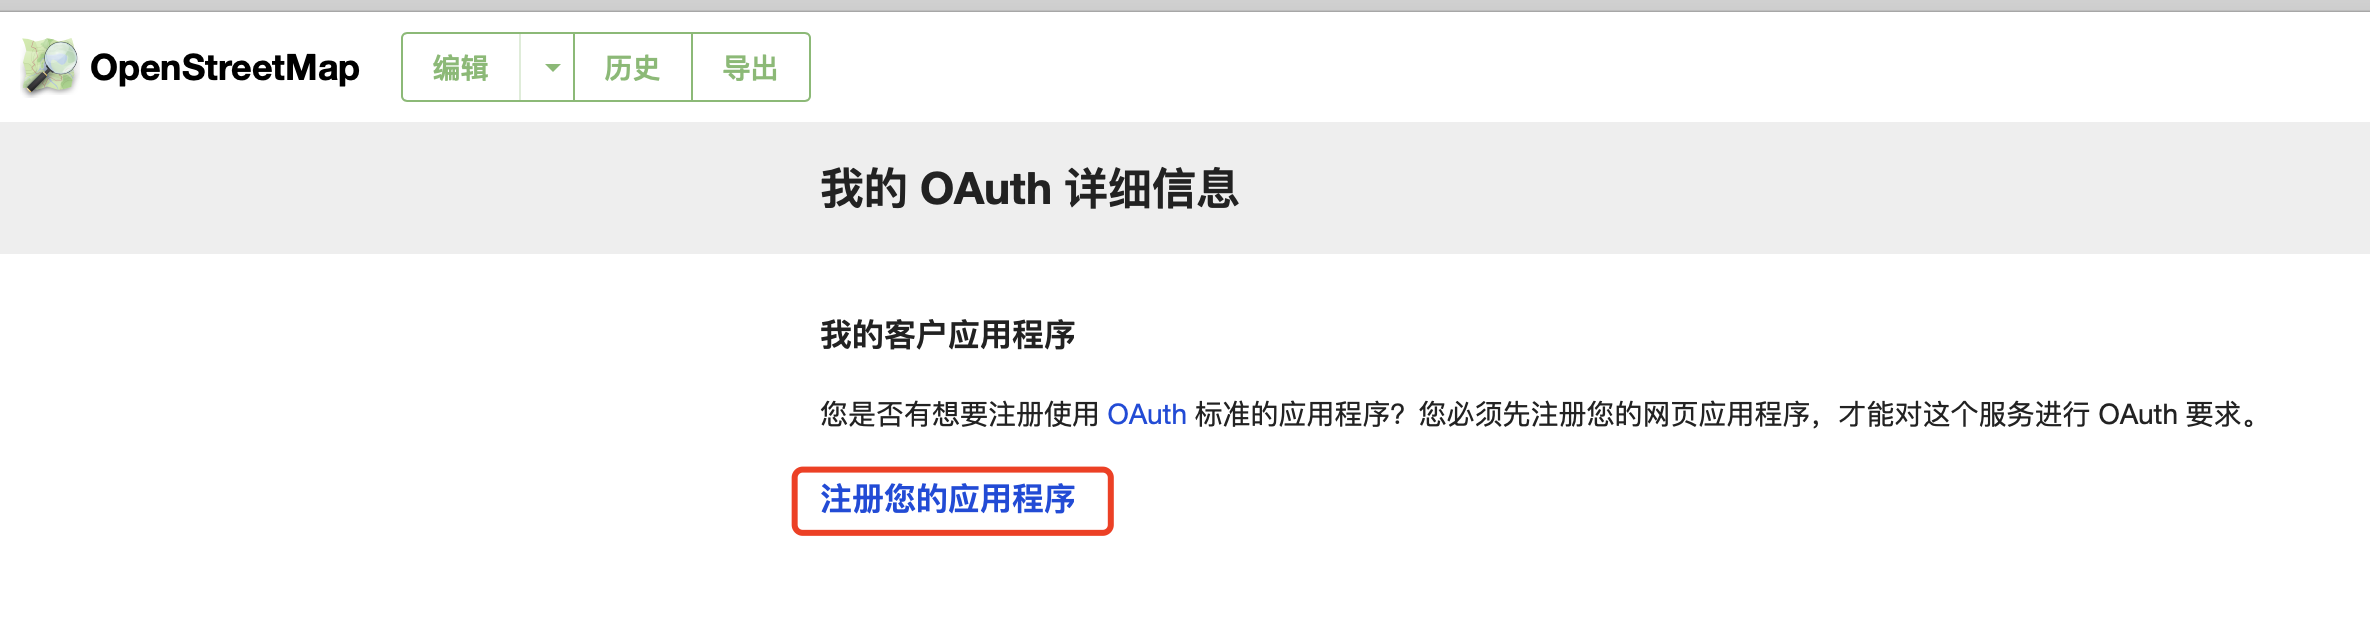 OpenStreetMap 编辑 历史 导出
我的 OAuth 详细信息
我的客户应用程序
您是否有想要注册使用 OAuth 标准的应用程序？您必须先注册您的网页应用程序，才能对这个服务进行 OAuth 要求。
注册您的应用程序